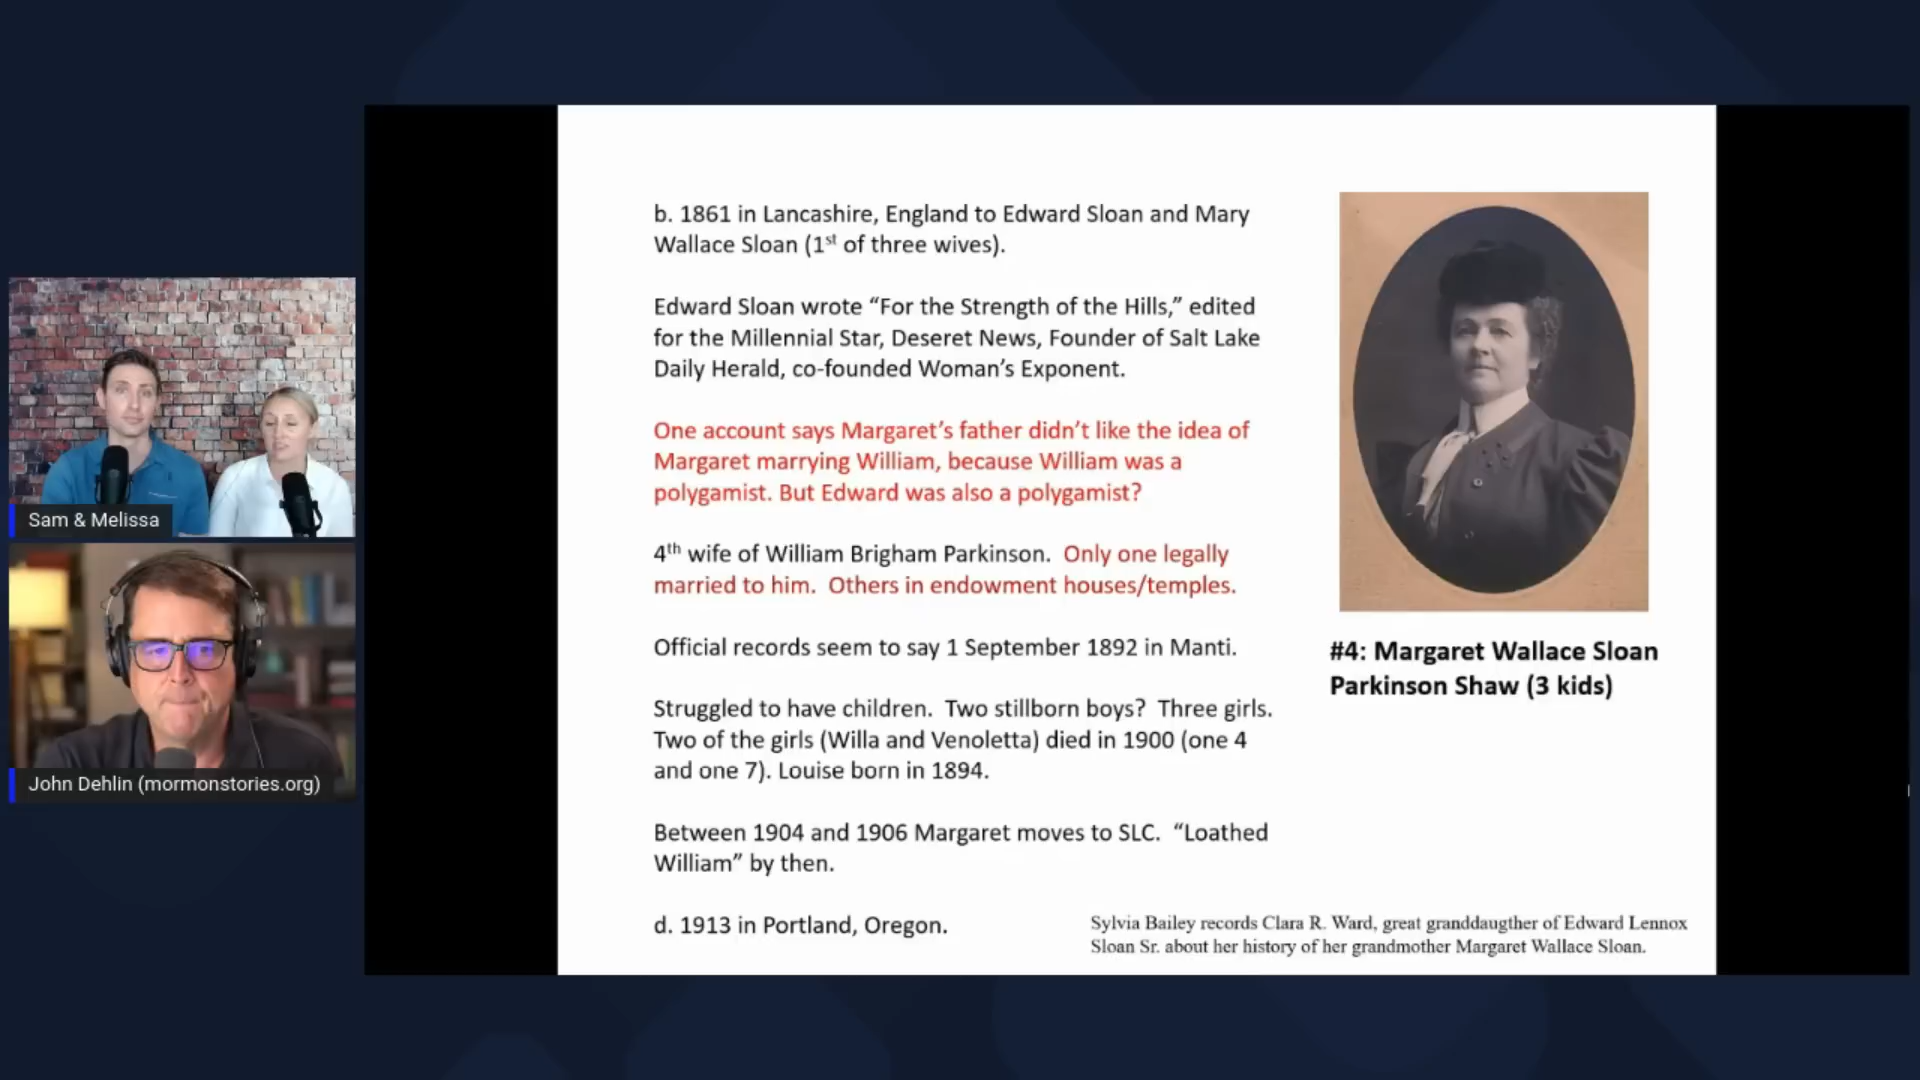 b. 1861 in Lancashire, England to Edward Sloan and Mary
Wallace Sloan (1st of three wives).
Edward Sloan wrote “For the Strength of the Hills,” edited
for the Millennial Star, Deseret News, Founder of Salt Lake
Daily Herald, co-founded Woman’s Exponent.
One account says Margaret’s father didn’t like the idea of
Margaret marrying William, because William was a
polygamist. But Edward was also a polygamist?
4th wife of William Brigham Parkinson. Only one legally
married to him. Others in endowment houses/temples.
Official records seem to say 1 September 1892 in Manti.
Struggled to have children. Two stillborn boys? Three girls.
Two of the girls (Willa and Venoletta) died in 1900 (one 4
and one 7). Louise born in 1894.
Between 1904 and 1906 Margaret moves to SLC. “Loathed
William” by then.
d. 1913 in Portland, Oregon.
#4: Margaret Wallace Sloan
Parkinson Shaw (3 kids)
Sylvia Bailey records Clara R. Ward, great granddaugther of Edward Lennox
Sloan Sr. about her history of her grandmother Margaret Wallace Sloan.
Sam & Melissa
John Dehlin (mormonstories.org)